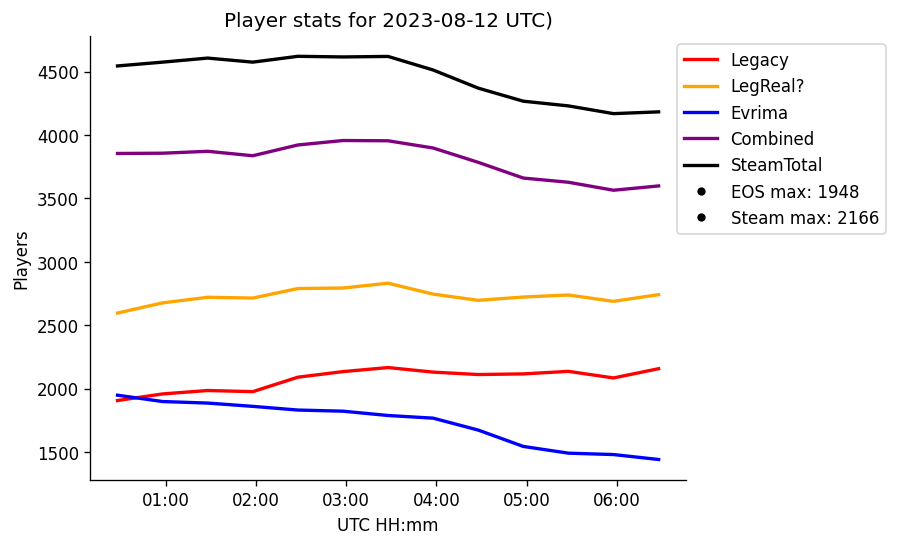 Player stats for 2023-08-12 UTC)
Legacy
LegReal?
Evrima
Combined
SteamTotal
EOS max: 1948
Steam max: 2166
Players
4500
4000
3500
3000
2500
2000
1500
01:00
02:00
03:00
04:00
05:00
06:00
UTC HH:mm